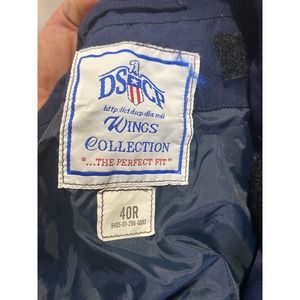 DSCP
http://ct.dscp.dla.mil
WINGS
COLLECTION
"...THE PERFECT FIT"
40R